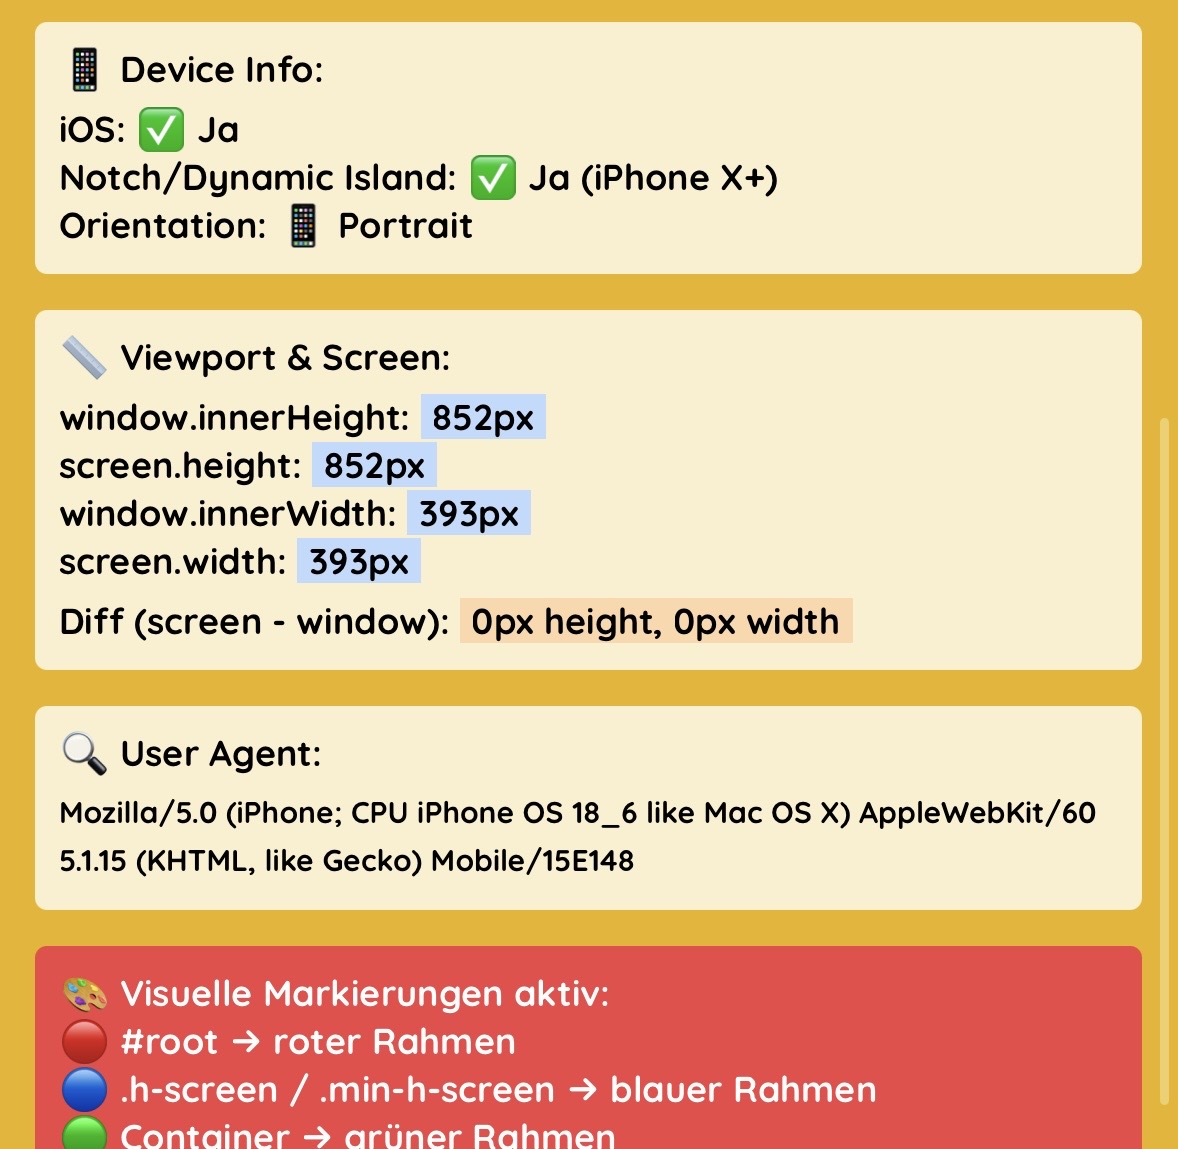 📱 Device Info:
iOS: ✅ Ja
Notch/Dynamic Island: ✅ Ja (iPhone X+)
Orientation: 📱 Portrait
📏 Viewport & Screen:
window.innerHeight: 852px
screen.height: 852px
window.innerWidth: 393px
screen.width: 393px
Diff (screen - window): 0px height, 0px width
🔍 User Agent:
Mozilla/5.0 (iPhone; CPU iPhone OS 18_6 like Mac OS X) AppleWebKit/60
5.1.15 (KHTML, like Gecko) Mobile/15E148
🎨 Visuelle Markierungen aktiv:
🔴 #root → roter Rahmen
🔵 .h-screen / .min-h-screen → blauer Rahmen
🟢 Container → grüner Rahmen